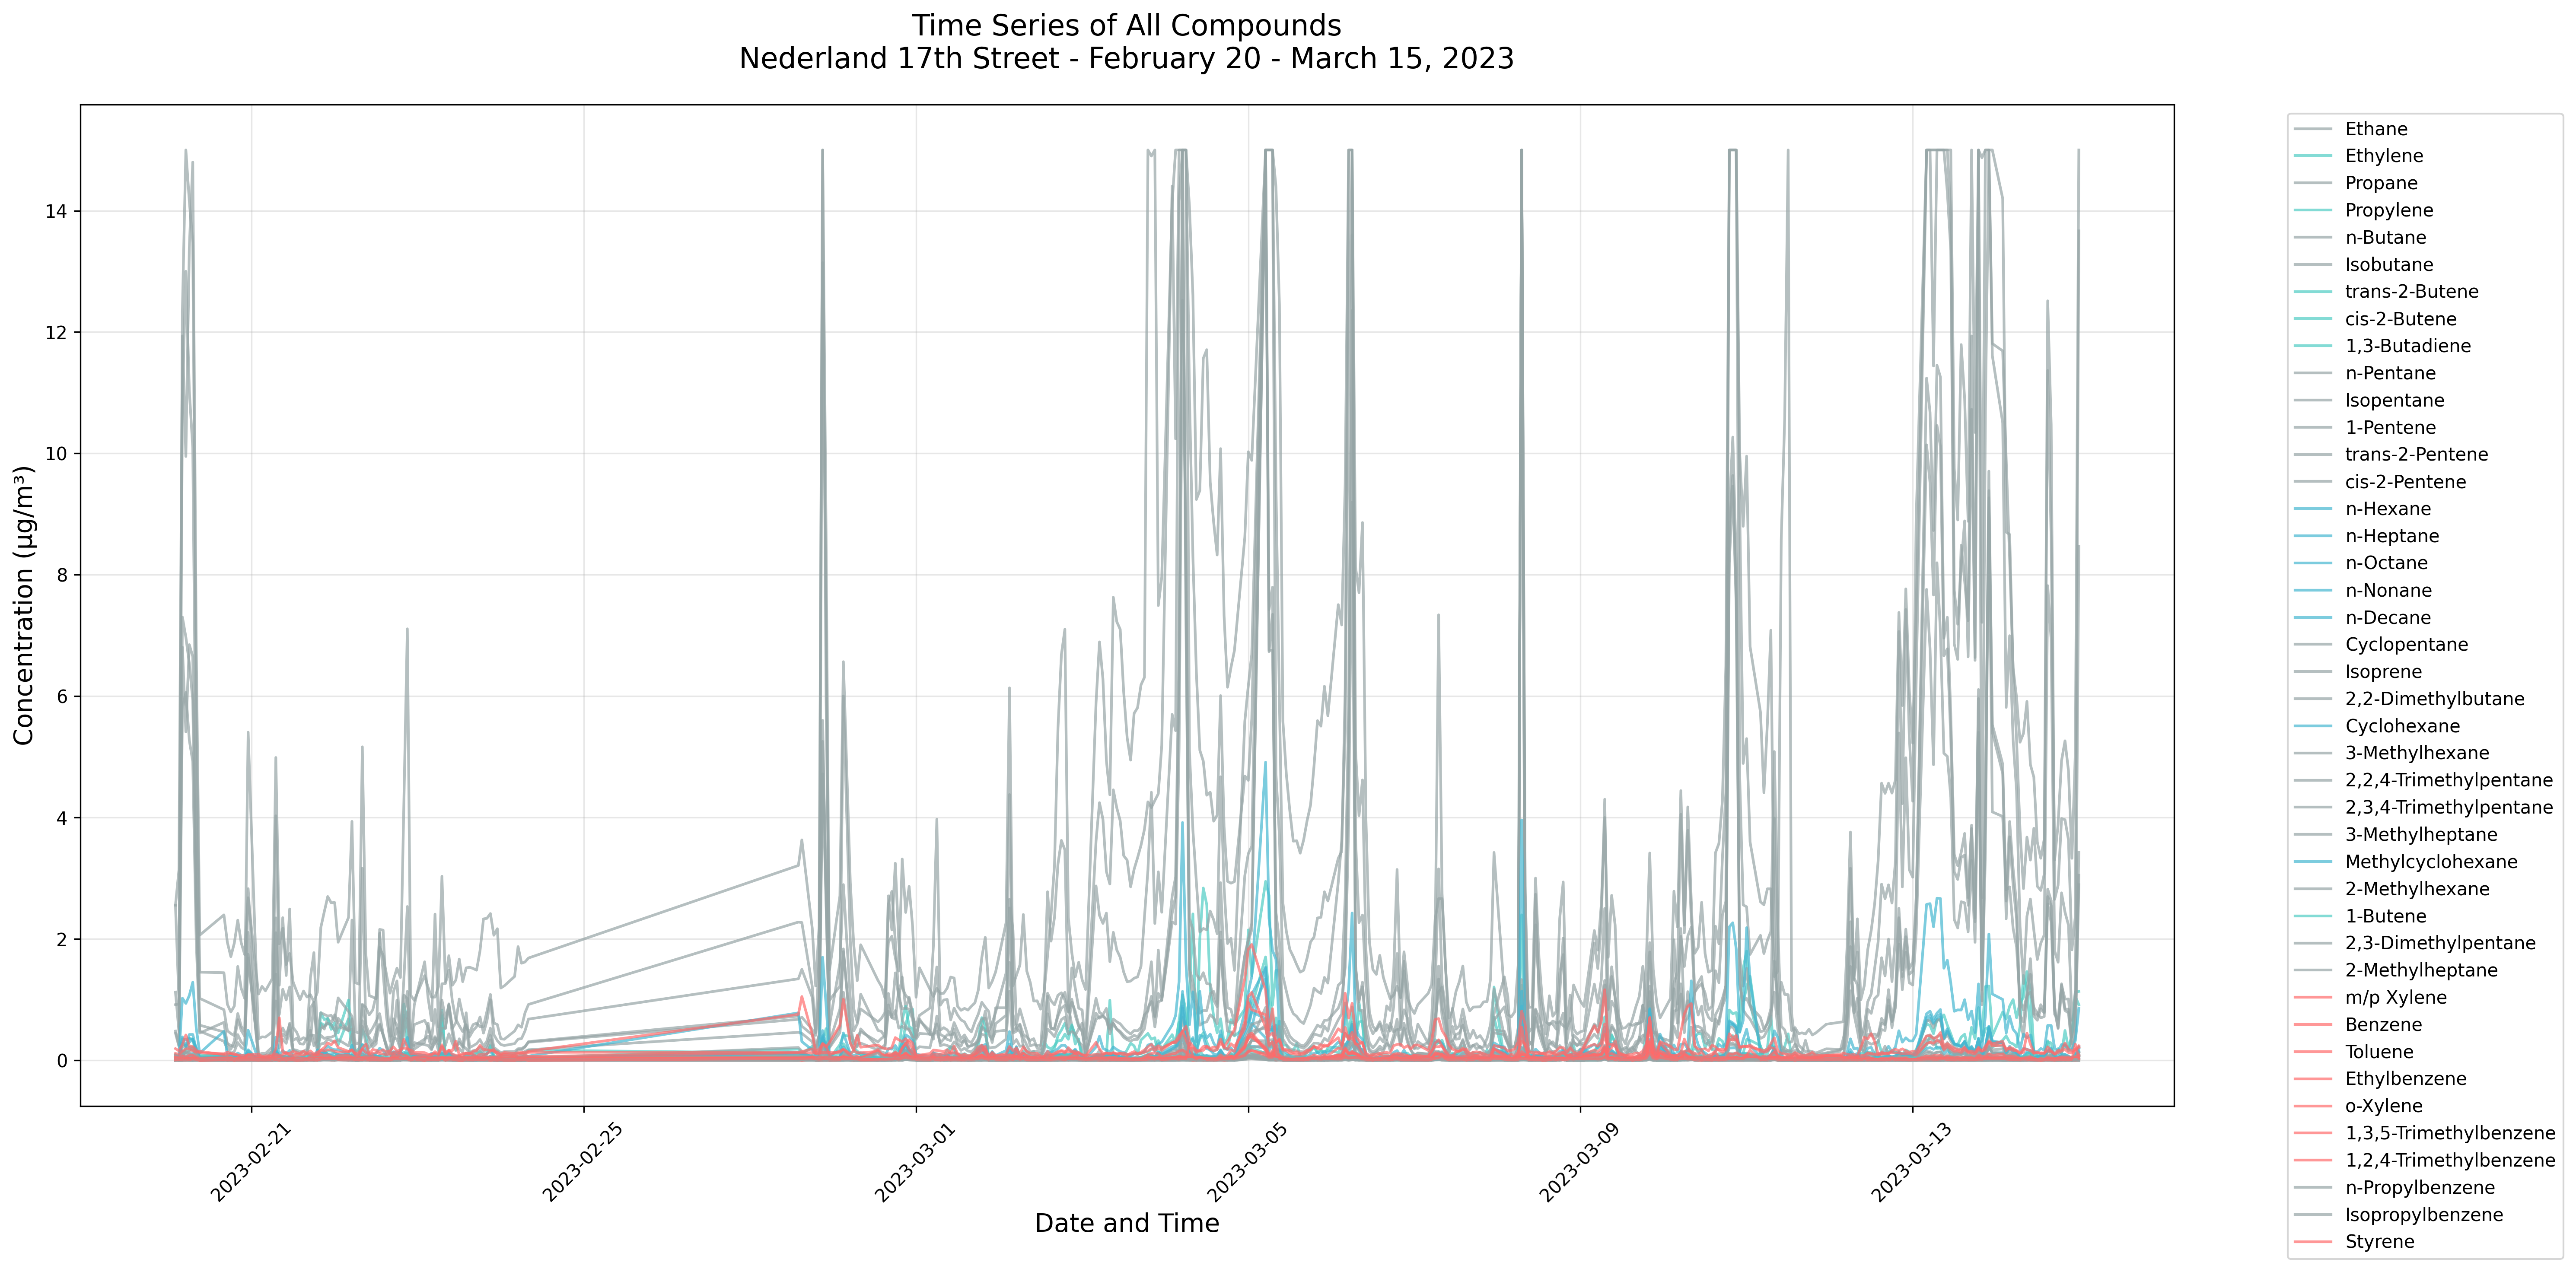 Time Series of All Compounds
Nederland 17th Street - February 20 - March 15, 2023
Concentration (µg/m³)
14
12
10
8
6
4
2
0
2023-02-21
2023-02-25
2023-03-01
2023-03-05
2023-03-09
2023-03-13
Date and Time
Ethane
Ethylene
Propane
Propylene
n-Butane
Isobutane
trans-2-Butene
cis-2-Butene
1,3-Butadiene
n-Pentane
Isopentane
1-Pentene
trans-2-Pentene
cis-2-Pentene
n-Hexane
n-Heptane
n-Octane
n-Nonane
n-Decane
Cyclopentane
Isoprene
2,2-Dimethylbutane
Cyclohexane
3-Methylhexane
2,2,4-Trimethylpentane
2,3,4-Trimethylpentane
3-Methylheptane
Methylcyclohexane
2-Methylhexane
1-Butene
2,3-Dimethylpentane
2-Methylheptane
m/p Xylene
Benzene
Toluene
Ethylbenzene
o-Xylene
1,3,5-Trimethylbenzene
1,2,4-Trimethylbenzene
n-Propylbenzene
Isopropylbenzene
Styrene